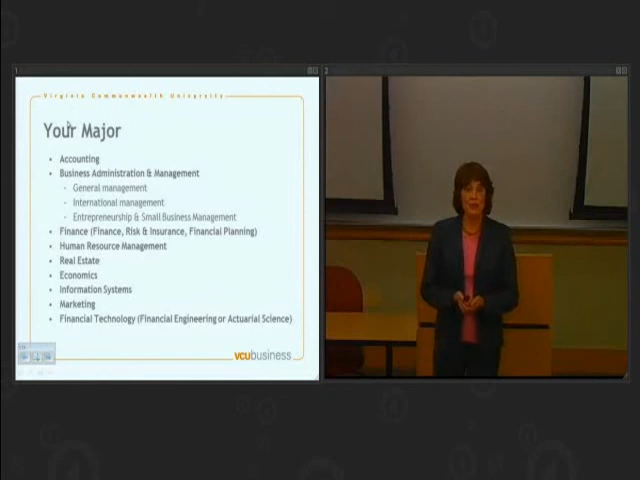 1
2
Virginia Commonwealth University
Your Major
• Accounting
• Business Administration & Management
- General management
- International management
- Entrepreneurship & Small Business Management
• Finance (Finance, Risk & Insurance, Financial Planning)
• Human Resource Management
• Real Estate
• Economics
• Information Systems
• Marketing
• Financial Technology (Financial Engineering or Actuarial Science)
vcubusiness